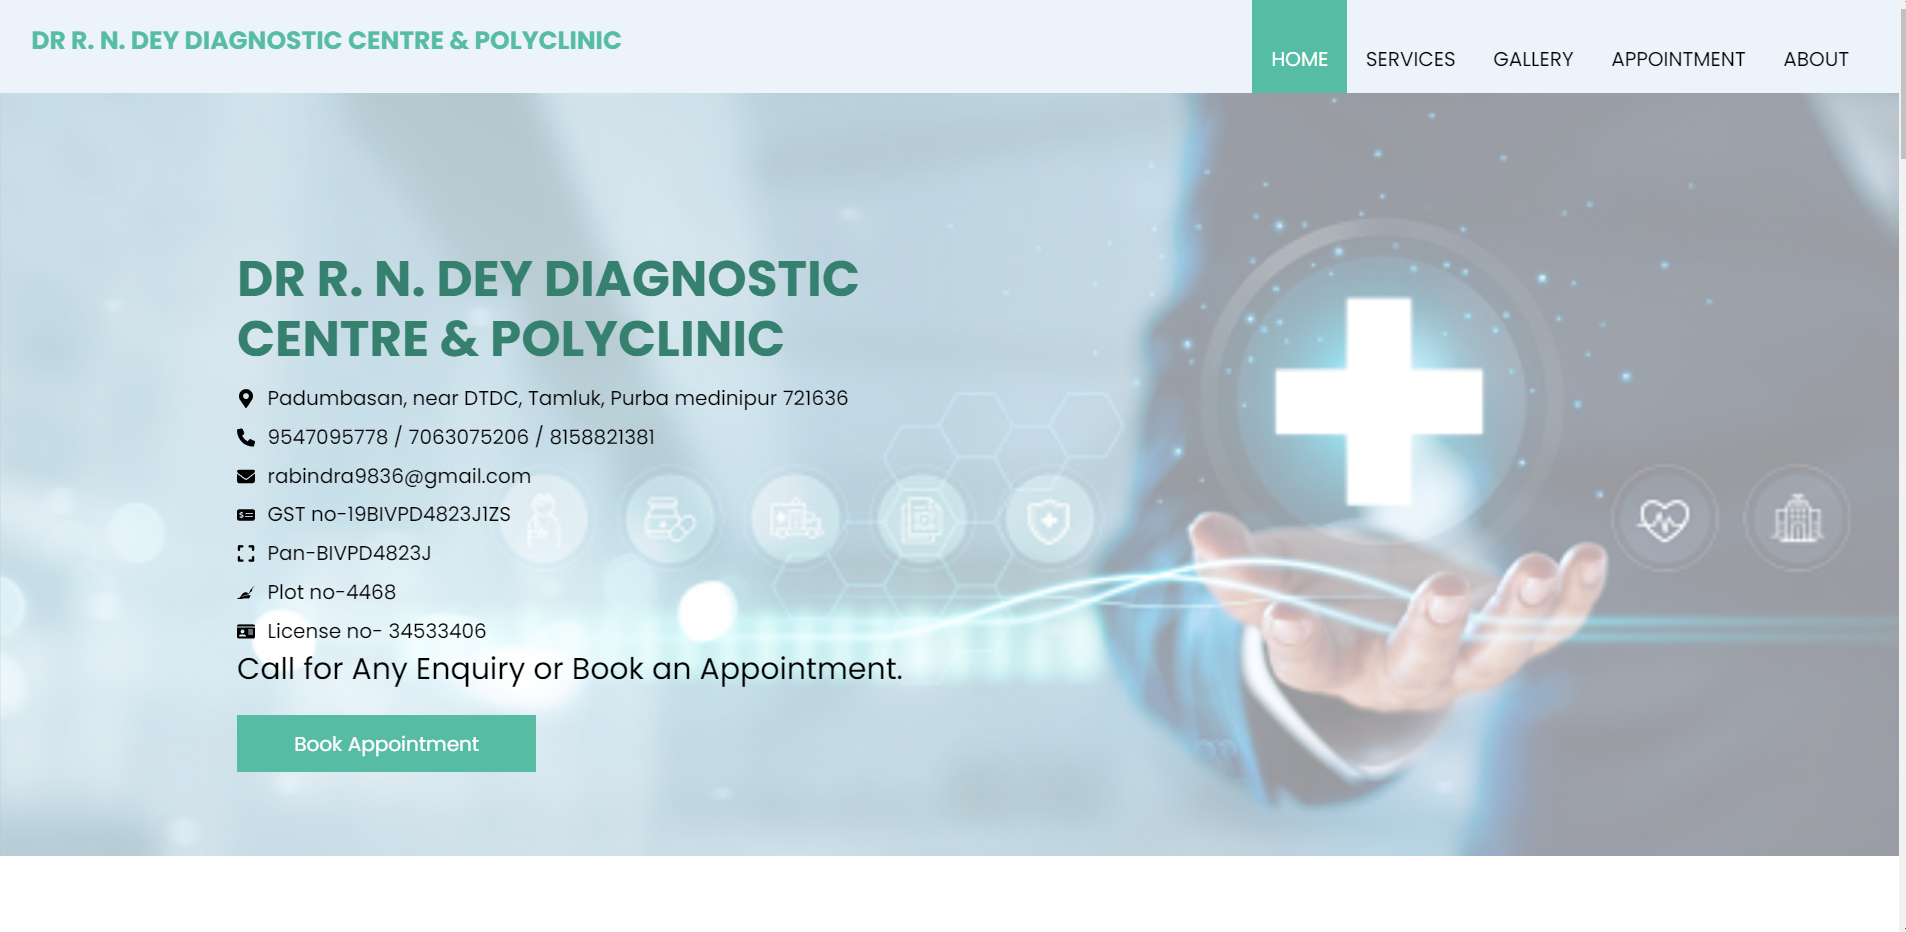 DR R. N. DEY DIAGNOSTIC CENTRE & POLYCLINIC
HOME SERVICES GALLERY APPOINTMENT ABOUT
DR R. N. DEY DIAGNOSTIC
CENTRE & POLYCLINIC
Padumbasan, near DTDC, Tamluk, Purba medinipur 721636
9547095778 / 7063075206 / 8158821381
rabindra9836@gmail.com
GST no-19BIVPD4823J1ZS
Pan-BIVPD4823J
Plot no-4468
License no- 34533406
Call for Any Enquiry or Book an Appointment.
Book Appointment